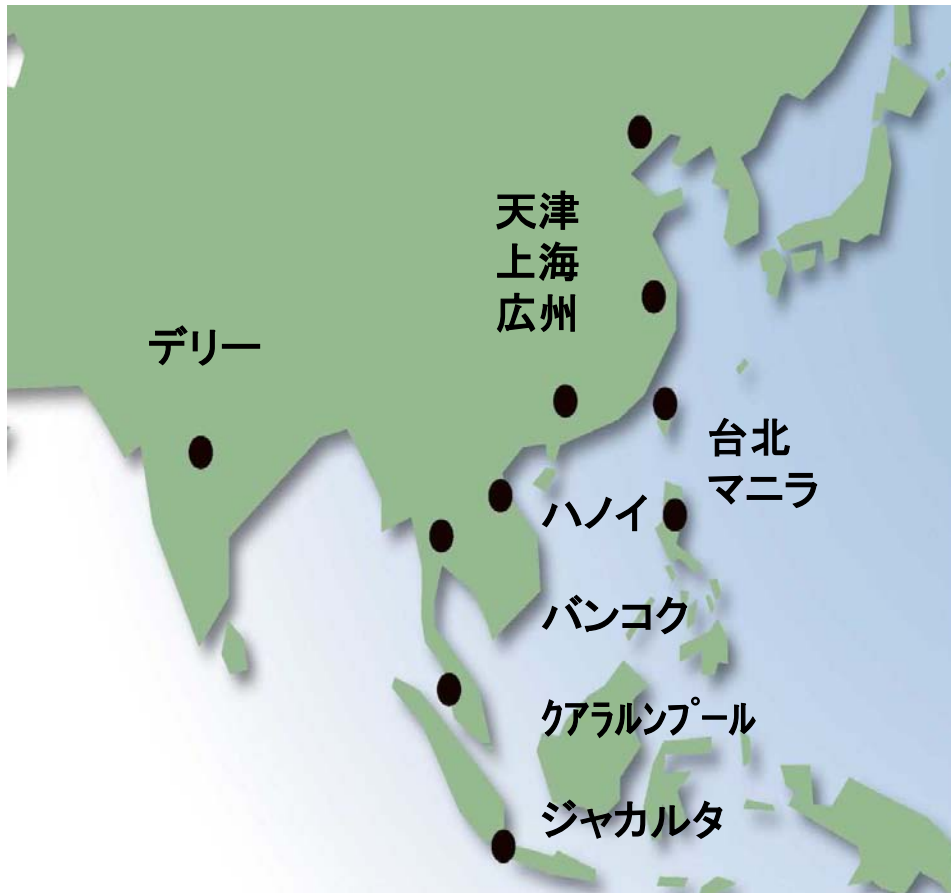 天津
上海
広州
デリー
台北
マニラ
ハノイ
バンコク
クアラルンプール
ジャカルタ